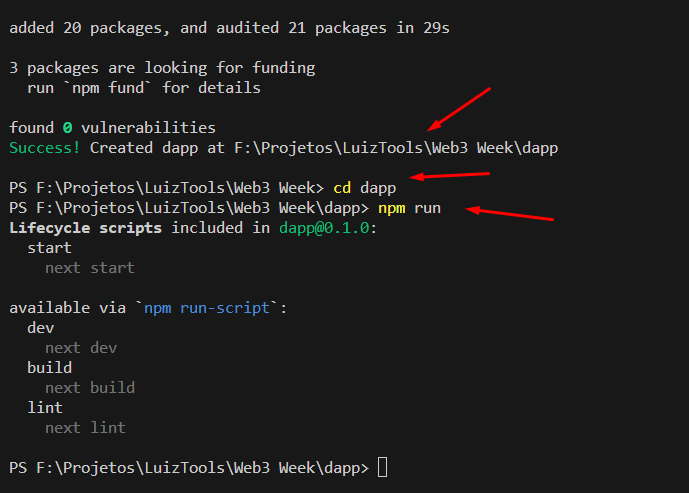 added 20 packages, and audited 21 packages in 29s
3 packages are looking for funding
run `npm fund` for details
found 0 vulnerabilities
Success! Created dapp at F:\Projetos\LuizTools\Web3 Week\dapp
PS F:\Projetos\LuizTools\Web3 Week> cd dapp
PS F:\Projetos\LuizTools\Web3 Week\dapp> npm run
Lifecycle scripts included in dapp@0.1.0:
start
next start
available via `npm run-script`:
dev
next dev
build
next build
lint
next lint
PS F:\Projetos\LuizTools\Web3 Week\dapp>